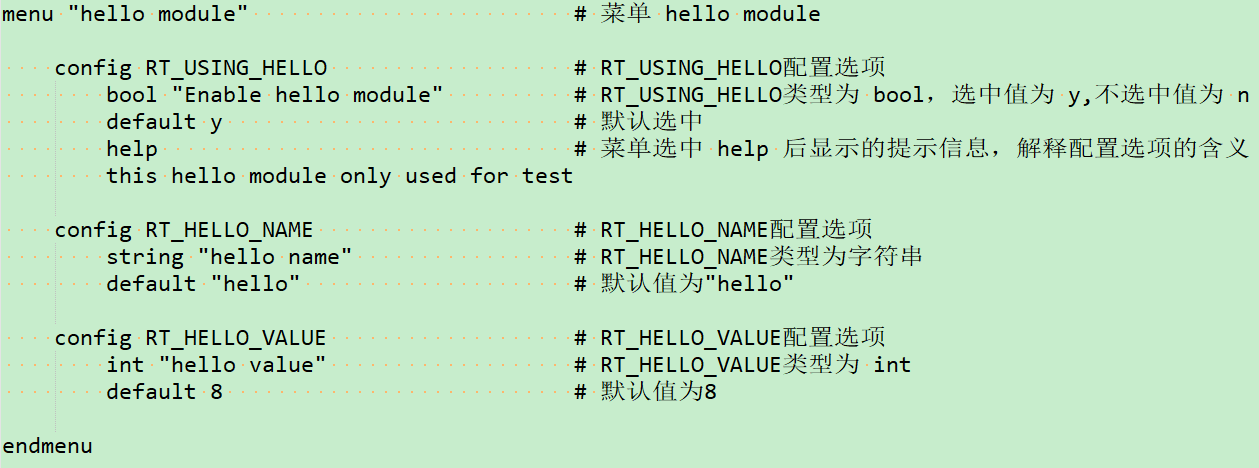 menu "hello module"                         # 菜单 hello module
    config RT_USING_HELLO                   # RT_USING_HELLO配置选项
        bool "Enable hello module"          # RT_USING_HELLO类型为 bool，选中值为 y,不选中值为 n
        default y                           # 默认选中
        help                                # 菜单选中 help 后显示的提示信息，解释配置选项的含义
        this hello module only used for test
    config RT_HELLO_NAME                    # RT_HELLO_NAME配置选项
        string "hello name"                 # RT_HELLO_NAME类型为字符串
        default "hello"                     # 默认值为"hello"
    config RT_HELLO_VALUE                   # RT_HELLO_VALUE配置选项
        int "hello value"                   # RT_HELLO_VALUE类型为 int
        default 8                           # 默认值为8
endmenu